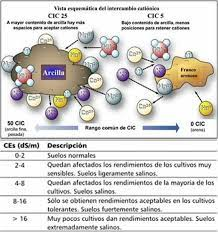 Vista esquemática del intercambio catiónico
CIC 25
A mayor contenido de arcilla hay más
espacios para aceptar cationes
CIC 5
Bajo contenido de arcilla, menos
posiciones para retener cationes
Arcilla
Franco
arenoso
50 CIC
(arcilla fina,
pesada)
Rango común de CIC
0 CIC
(arena)
CEs (dS/m) Descripción
0-2 Suelos normales
2-4 Quedan afectados los rendimientos de los cultivos muy
sensibles. Suelos ligeramente salinos.
4-8 Quedan afectados los rendimientos de la mayoría de los
cultivos. Suelos salinos.
8-16 Sólo se obtienen rendimientos aceptables en los cultivos
tolerantes. Suelos fuertemente salinos.
> 16 Muy pocos cultivos dan rendimientos aceptables. Suelos
extremadamente salinos.